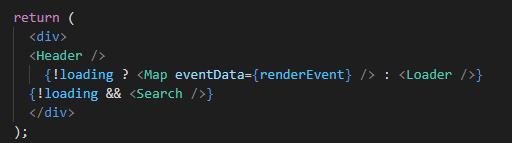 return (
<div>
<Header />
{!loading ? <Map eventData={renderEvent} /> : <Loader />}
{!loading && <Search />}
</div>
);